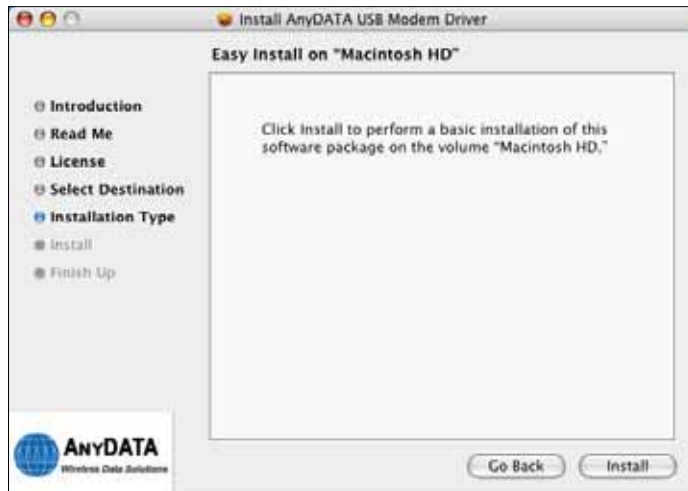 Install AnyDATA USB Modem Driver
Easy Install on "Macintosh HD"
Introduction
Read Me
License
Select Destination
Installation Type
Install
Finish Up
Click Install to perform a basic installation of this
software package on the volume "Macintosh HD."
ANYDATA
Wireless Data Solutions
Go Back
Install